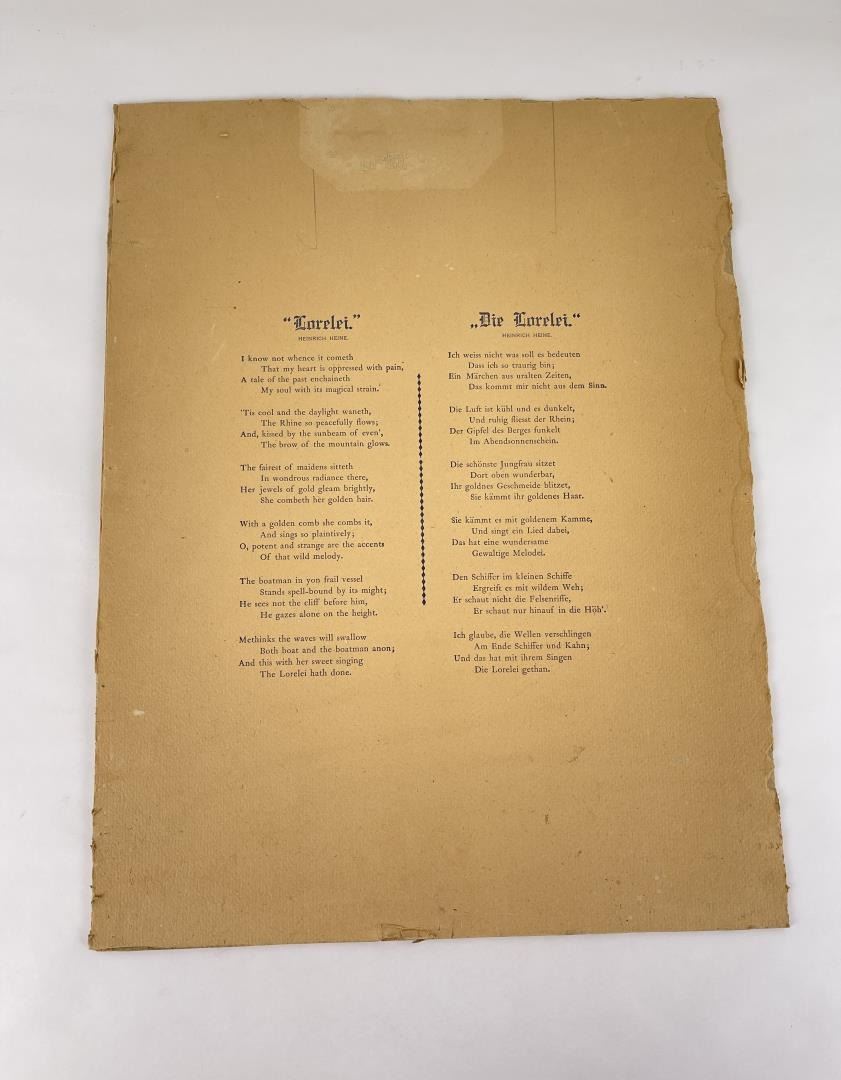 “Lorelei.”
HEINRICH HEINE.
I know not whence it cometh
That my heart is oppressed with pain,
A tale of the past enchaineth
My soul with its magical strain.
'Tis cool and the daylight waneth,
The Rhine so peacefully flows;
And, kissed by the sunbeam of even',
The brow of the mountain glows.
The fairest of maidens sitteth
In wondrous radiance there,
Her jewels of gold gleam brightly,
She combeth her golden hair.
With a golden comb she combs it,
And sings so plaintively;
O, potent and strange are the accents
Of that wild melody.
The boatman in yon frail vessel
Stands spell-bound by its might;
He sees not the cliff before him,
He gazes alone on the height.
Methinks the waves will swallow
Both boat and the boatman anon;
And this with her sweet singing
The Lorelei hath done.
„Die Lorelei.“
HEINRICH HEINE.
Ich weiss nicht was soll es bedeuten
Dass ich so traurig bin;
Ein Märchen aus uralten Zeiten,
Das kommt mir nicht aus dem Sinn.
Die Luft ist kühl und es dunkelt,
Und ruhig fliesst der Rhein;
Der Gipfel des Berges funkelt
Im Abendsonnenschein.
Die schönste Jungfrau sitzet
Dort oben wunderbar,
Ihr goldnes Geschmeide blitzet,
Sie kämmt ihr goldenes Haar.
Sie kämmt es mit goldenem Kamme,
Und singt ein Lied dabei,
Das hat eine wundersame
Gewaltige Melodei.
Den Schiffer im kleinen Schiffe
Ergreift es mit wildem Weh;
Er schaut nicht die Felsenriffe,
Er schaut nur hinauf in die Höh'.
Ich glaube, die Wellen verschlingen
Am Ende Schiffer und Kahn;
Und das hat mit ihrem Singen
Die Lorelei gethan.